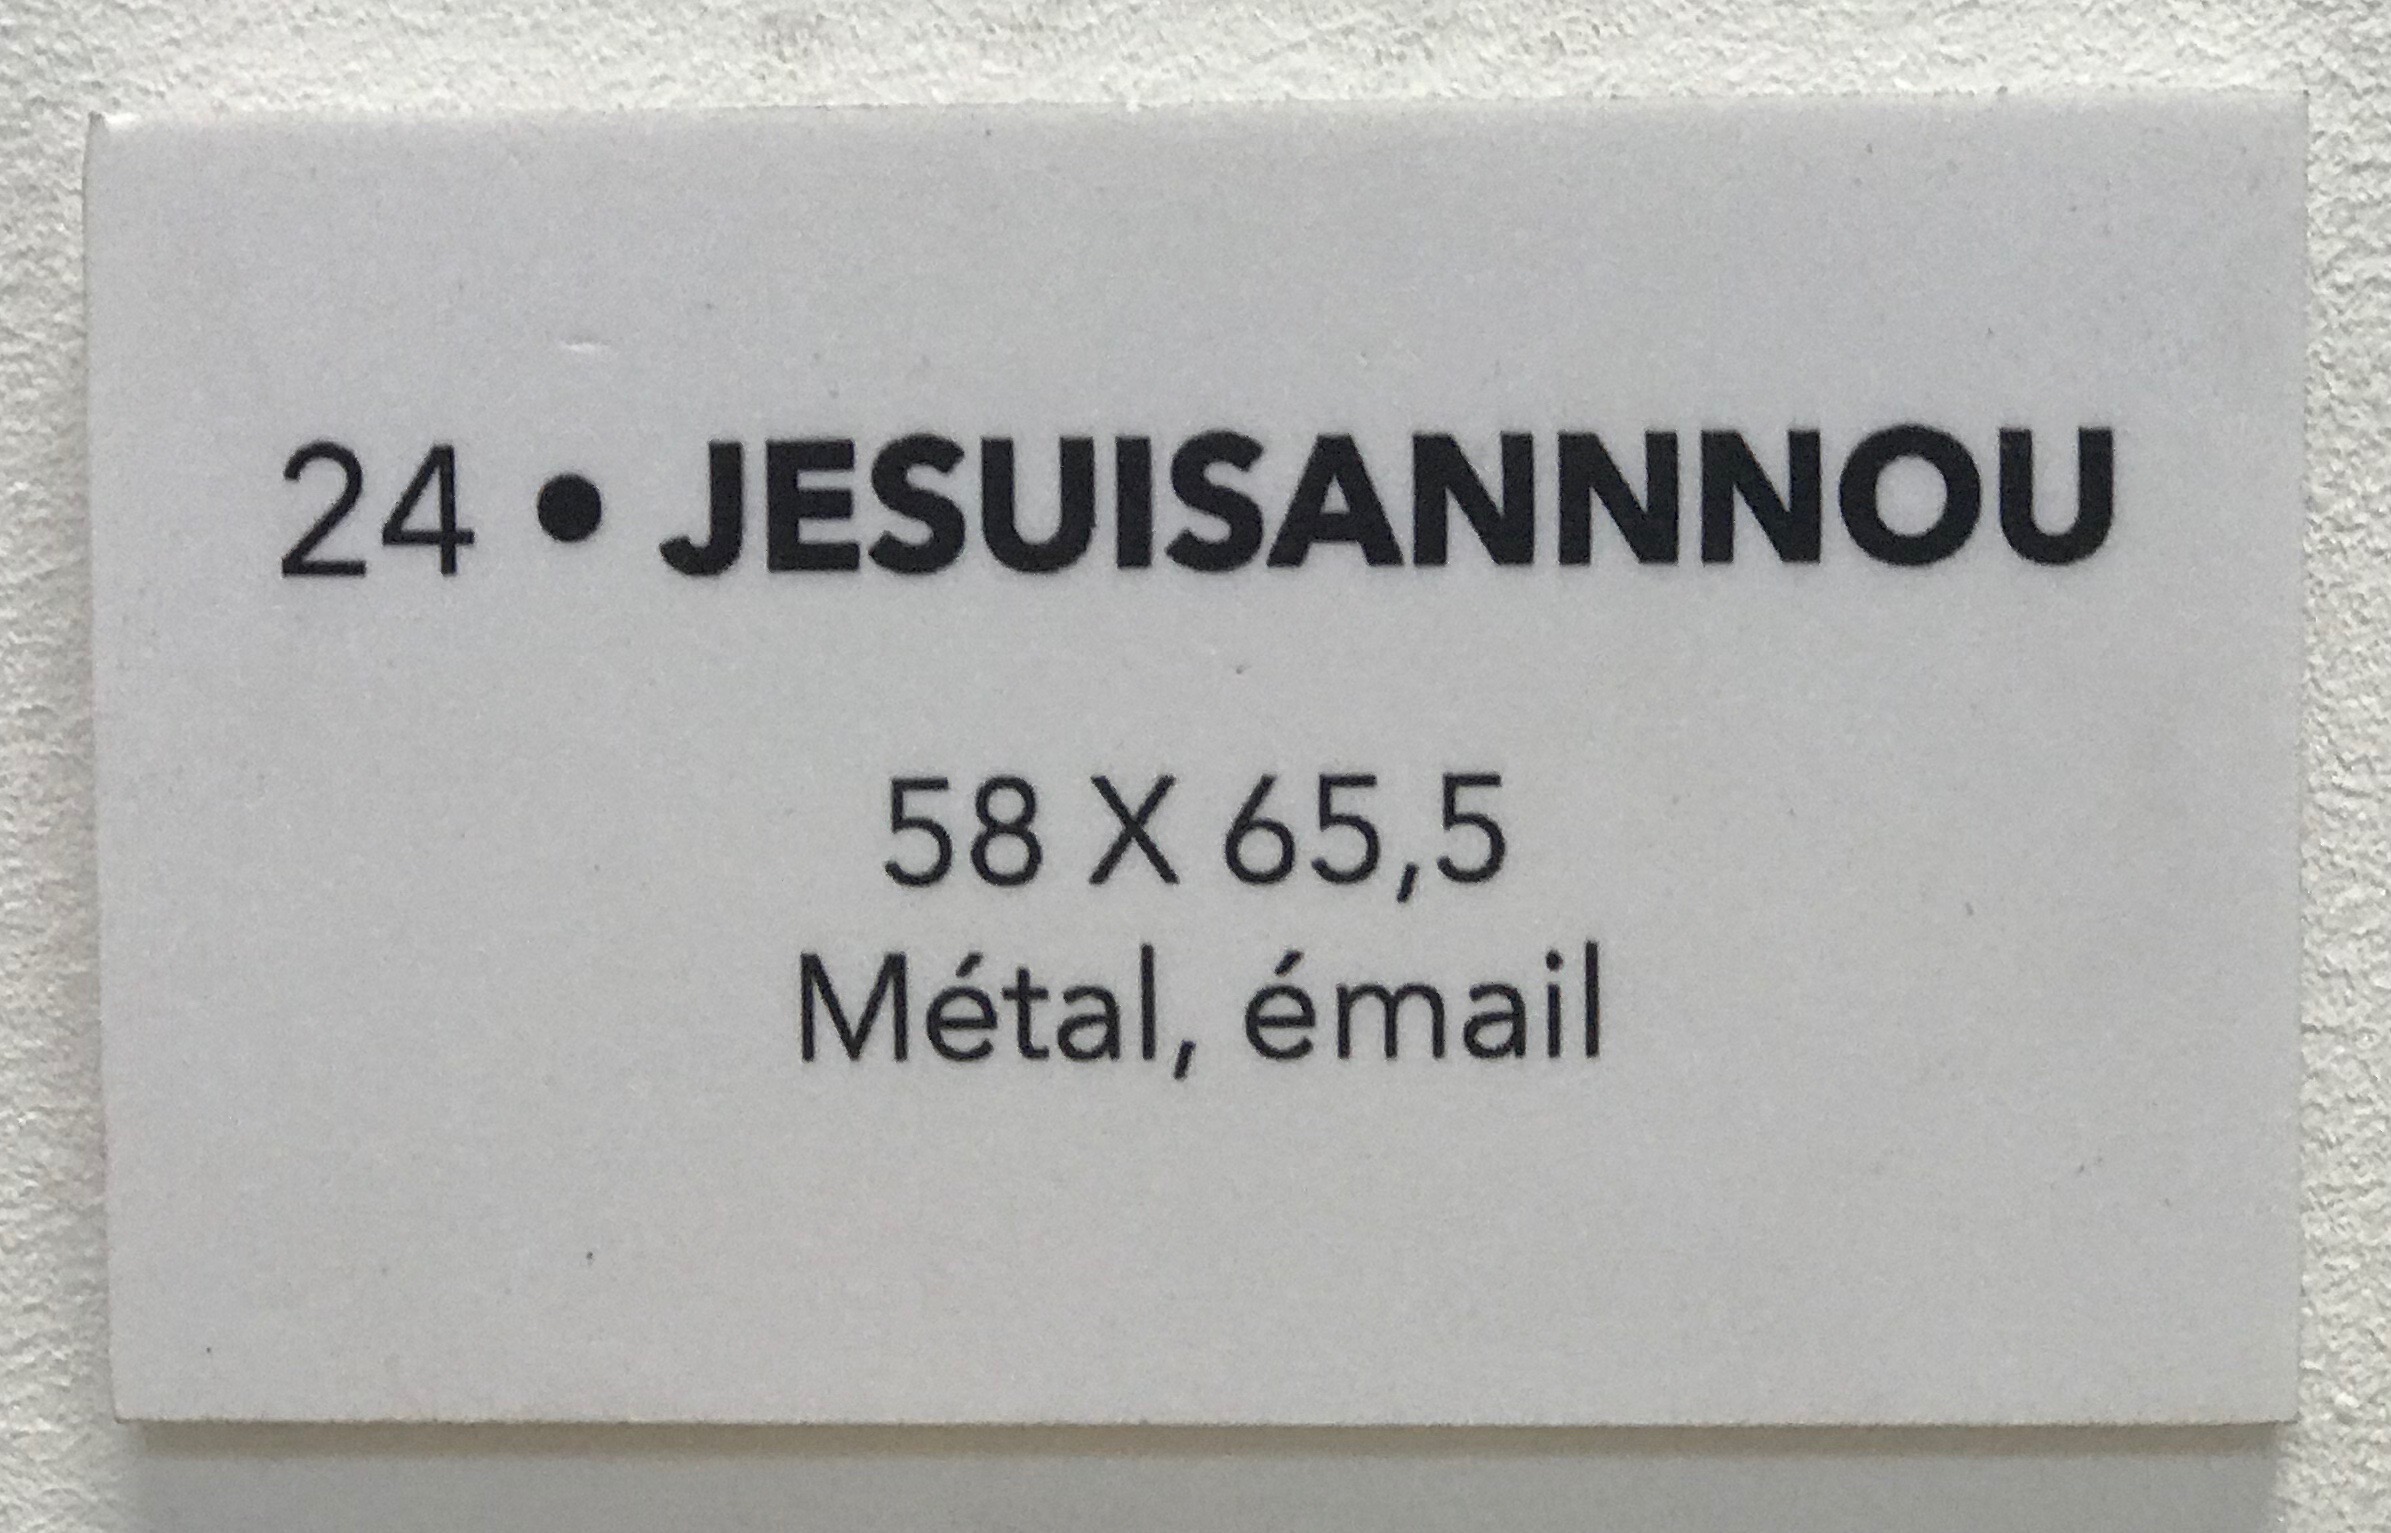 24 • JESUISANNNOU
58 X 65,5
Métal, émail